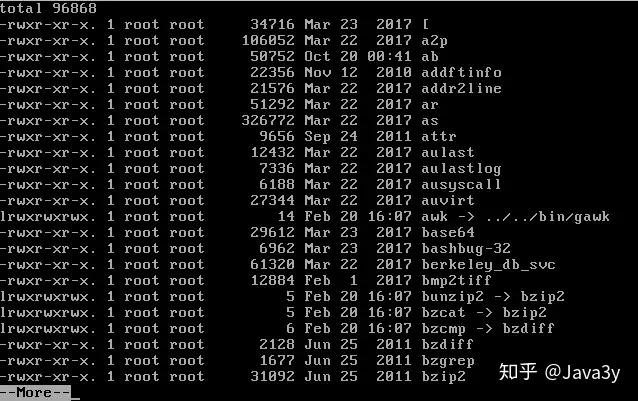 total 96868
-rwxr-xr-x. 1 root root    34716 Mar 23  2017 [
-rwxr-xr-x. 1 root root   106052 Mar 22  2017 a2p
-rwxr-xr-x. 1 root root    50752 Oct 20 00:41 ab
-rwxr-xr-x. 1 root root    22356 Nov 12  2010 addftinfo
-rwxr-xr-x. 1 root root    21576 Mar 22  2017 addr2line
-rwxr-xr-x. 1 root root    51292 Mar 22  2017 ar
-rwxr-xr-x. 1 root root   326772 Mar 22  2017 as
-rwxr-xr-x. 1 root root     9656 Sep 24  2011 attr
-rwxr-xr-x. 1 root root    12432 Mar 22  2017 aulast
-rwxr-xr-x. 1 root root     7336 Mar 22  2017 aulastlog
-rwxr-xr-x. 1 root root     6188 Mar 22  2017 ausyscall
-rwxr-xr-x. 1 root root    27344 Mar 22  2017 auvirt
lrwxrwxrwx. 1 root root       14 Feb 20 16:07 awk -> ../../bin/gawk
-rwxr-xr-x. 1 root root    29612 Mar 23  2017 base64
-rwxr-xr-x. 1 root root     6962 Mar 23  2017 bashbug-32
-rwxr-xr-x. 1 root root    61320 Mar 22  2017 berkeley_db_svc
-rwxr-xr-x. 1 root root    12884 Feb  1  2017 bmp2tiff
lrwxrwxrwx. 1 root root        5 Feb 20 16:07 bunzip2 -> bzip2
lrwxrwxrwx. 1 root root        5 Feb 20 16:07 bzcat -> bzip2
lrwxrwxrwx. 1 root root        6 Feb 20 16:07 bzcmp -> bzdiff
-rwxr-xr-x. 1 root root     2128 Jun 25  2011 bzdiff
-rwxr-xr-x. 1 root root     1677 Jun 25  2011 bzgrep
-rwxr-xr-x. 1 root root    31092 Jun 25  2011 bzip2
知乎 @Java3y
--More--